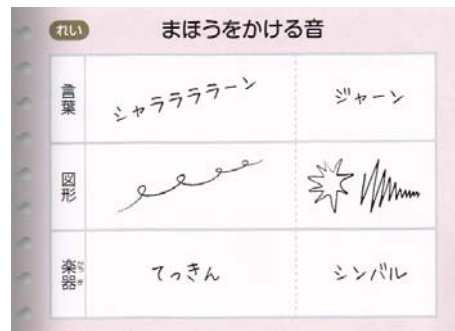 れい まほうをかける音
言葉 シャララララーン ジャーン
図形
楽器 てっきん シンバル